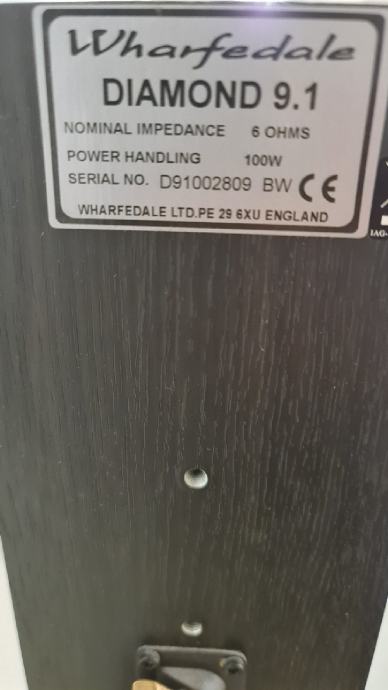 Wharfedale
DIAMOND 9.1
NOMINAL IMPEDANCE 6 OHMS
POWER HANDLING 100W
SERIAL NO. D91002809 BW CE
WHARFEDALE LTD.PE 29 6XU ENGLAND
IAG-